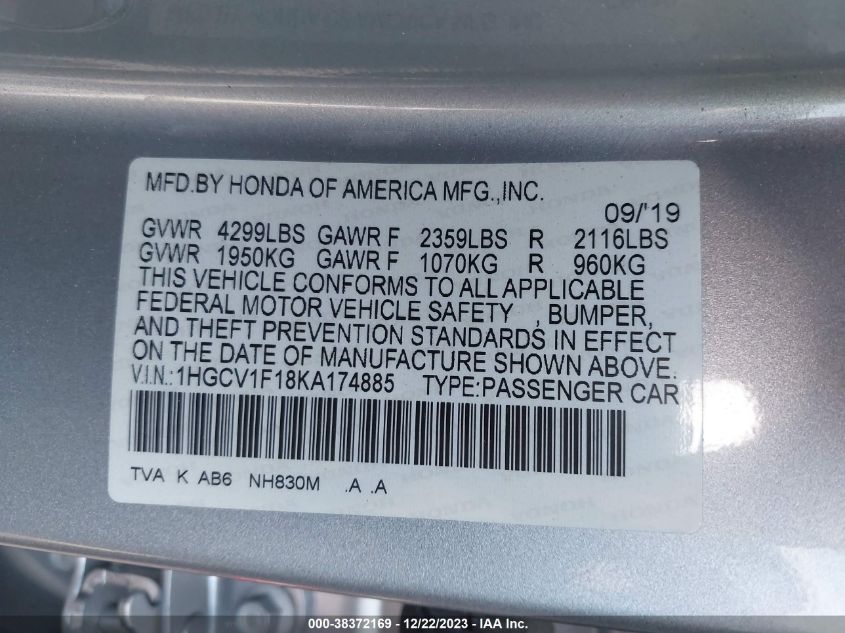 MFD.BY HONDA OF AMERICA MFG.,INC.
09/'19
GVWR 4299LBS GAWR F 2359LBS R 2116LBS
GVWR 1950KG GAWR F 1070KG R 960KG
THIS VEHICLE CONFORMS TO ALL APPLICABLE
FEDERAL MOTOR VEHICLE SAFETY , BUMPER,
AND THEFT PREVENTION STANDARDS IN EFFECT
ON THE DATE OF MANUFACTURE SHOWN ABOVE.
V.I.N.:1HGCV1F18KA174885 TYPE:PASSENGER CAR
TVA K AB6 NH830M .A .A
000-38372169 - 12/22/2023 - IAA Inc.